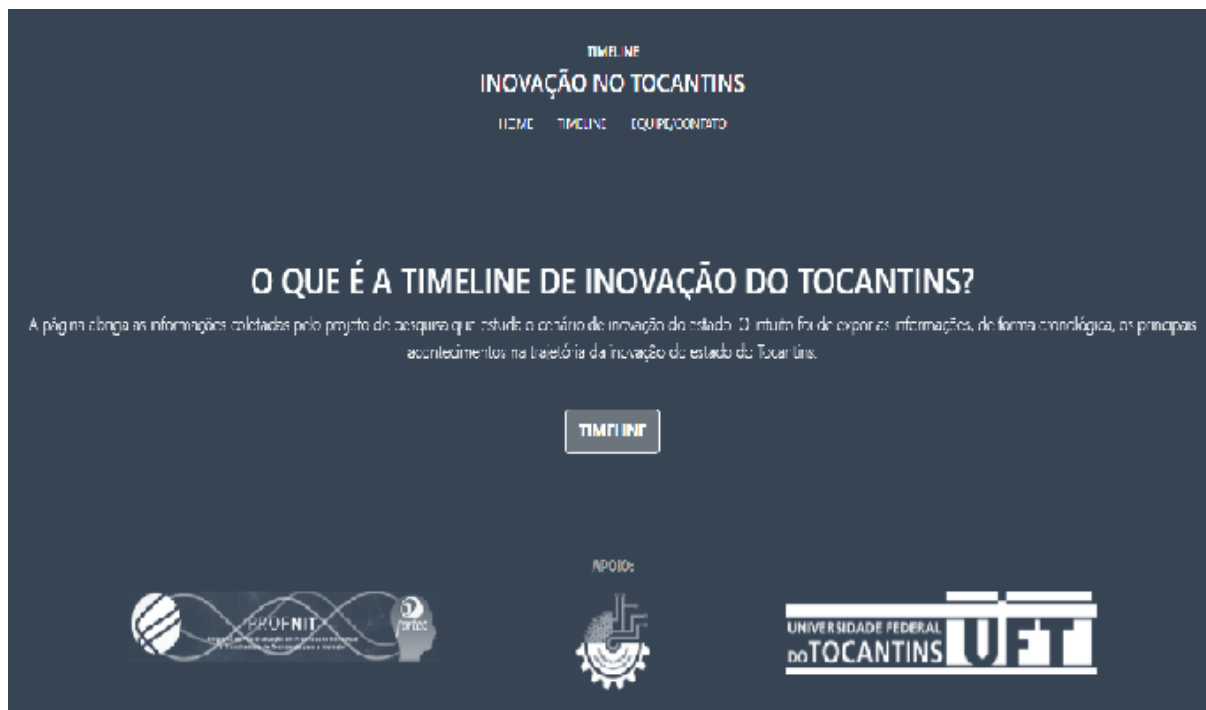 TIMELINE
INOVAÇÃO NO TOCANTINS
HOME TIMELINE EQUIPE/CONTATO
O QUE É A TIMELINE DE INOVAÇÃO DO TOCANTINS?
A página abriga as informações coletadas pelo projeto de pesquisa que estuda o cenário de inovação do estado. O intuito foi de expor as informações, de forma cronológica, os principais
acontecimentos na trajetória da inovação do estado do Tocantins.
TIMELINE
APOIO:
PROFNIT
fortec
UNIVERSIDADE FEDERAL
DO TOCANTINS
UFT